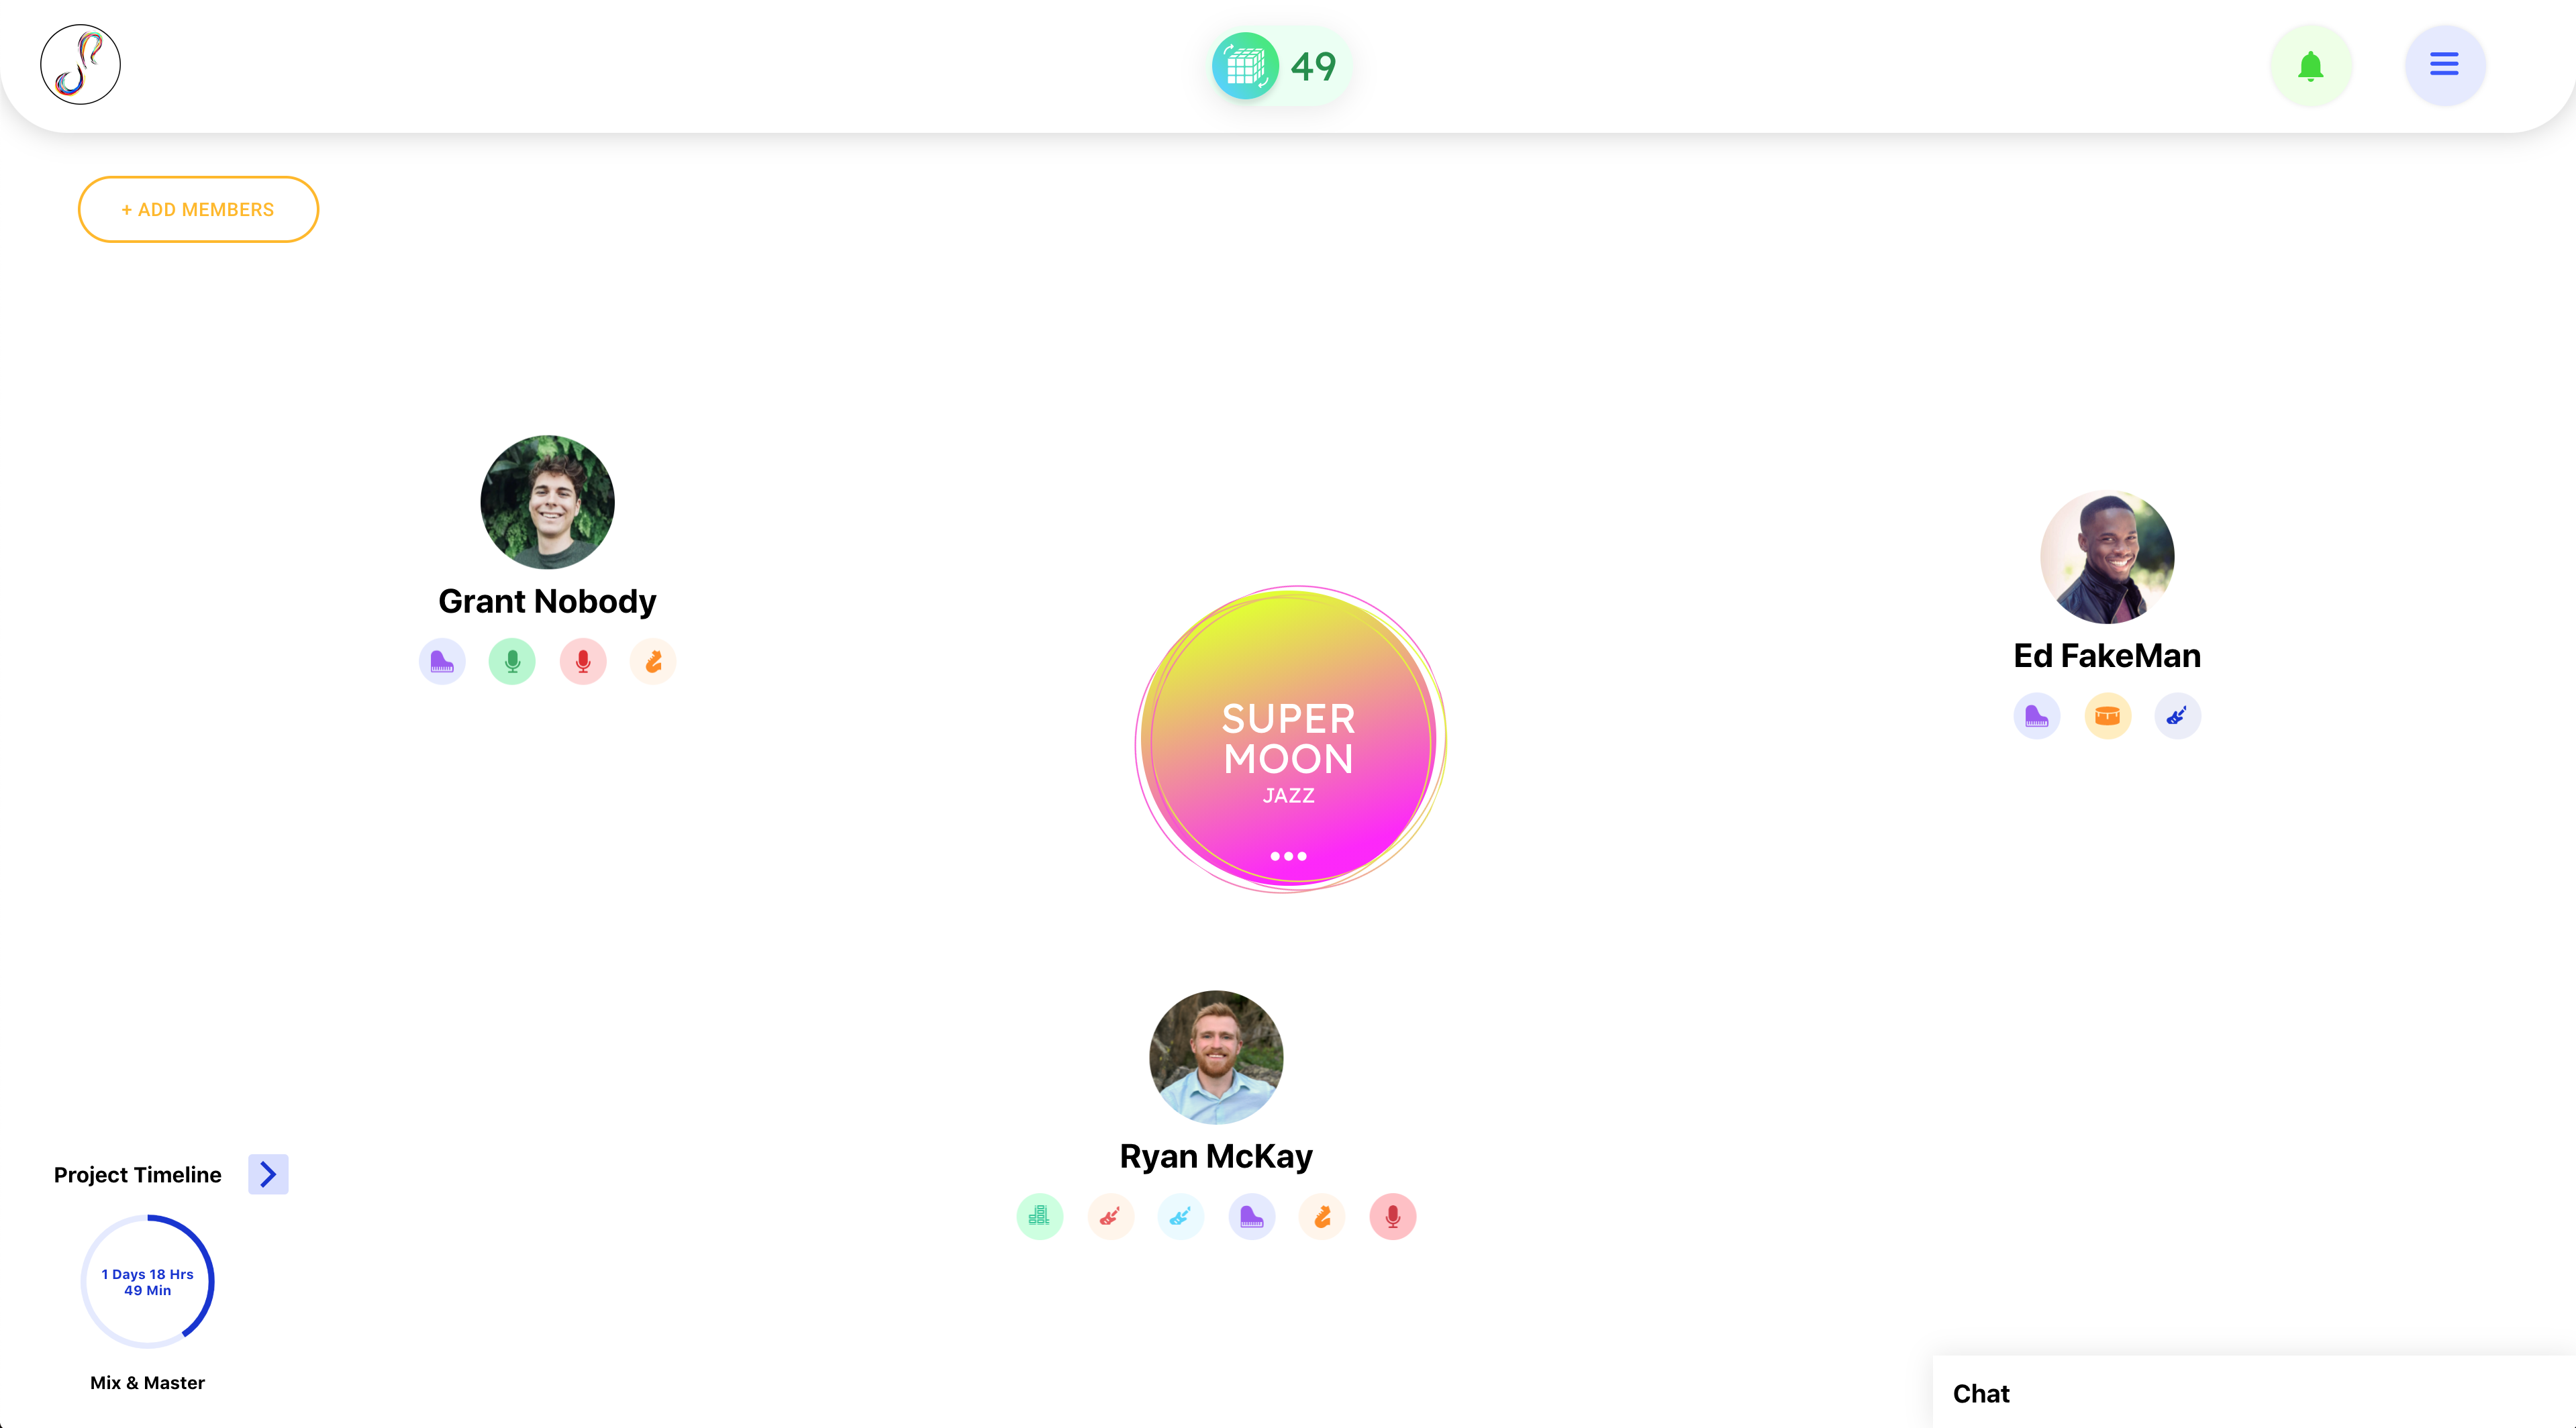 49
+ ADD MEMBERS
Grant Nobody
Ed FakeMan
SUPER
MOON
JAZZ
Ryan McKay
Project Timeline
1 Days 18 Hrs
49 Min
Mix & Master
Chat